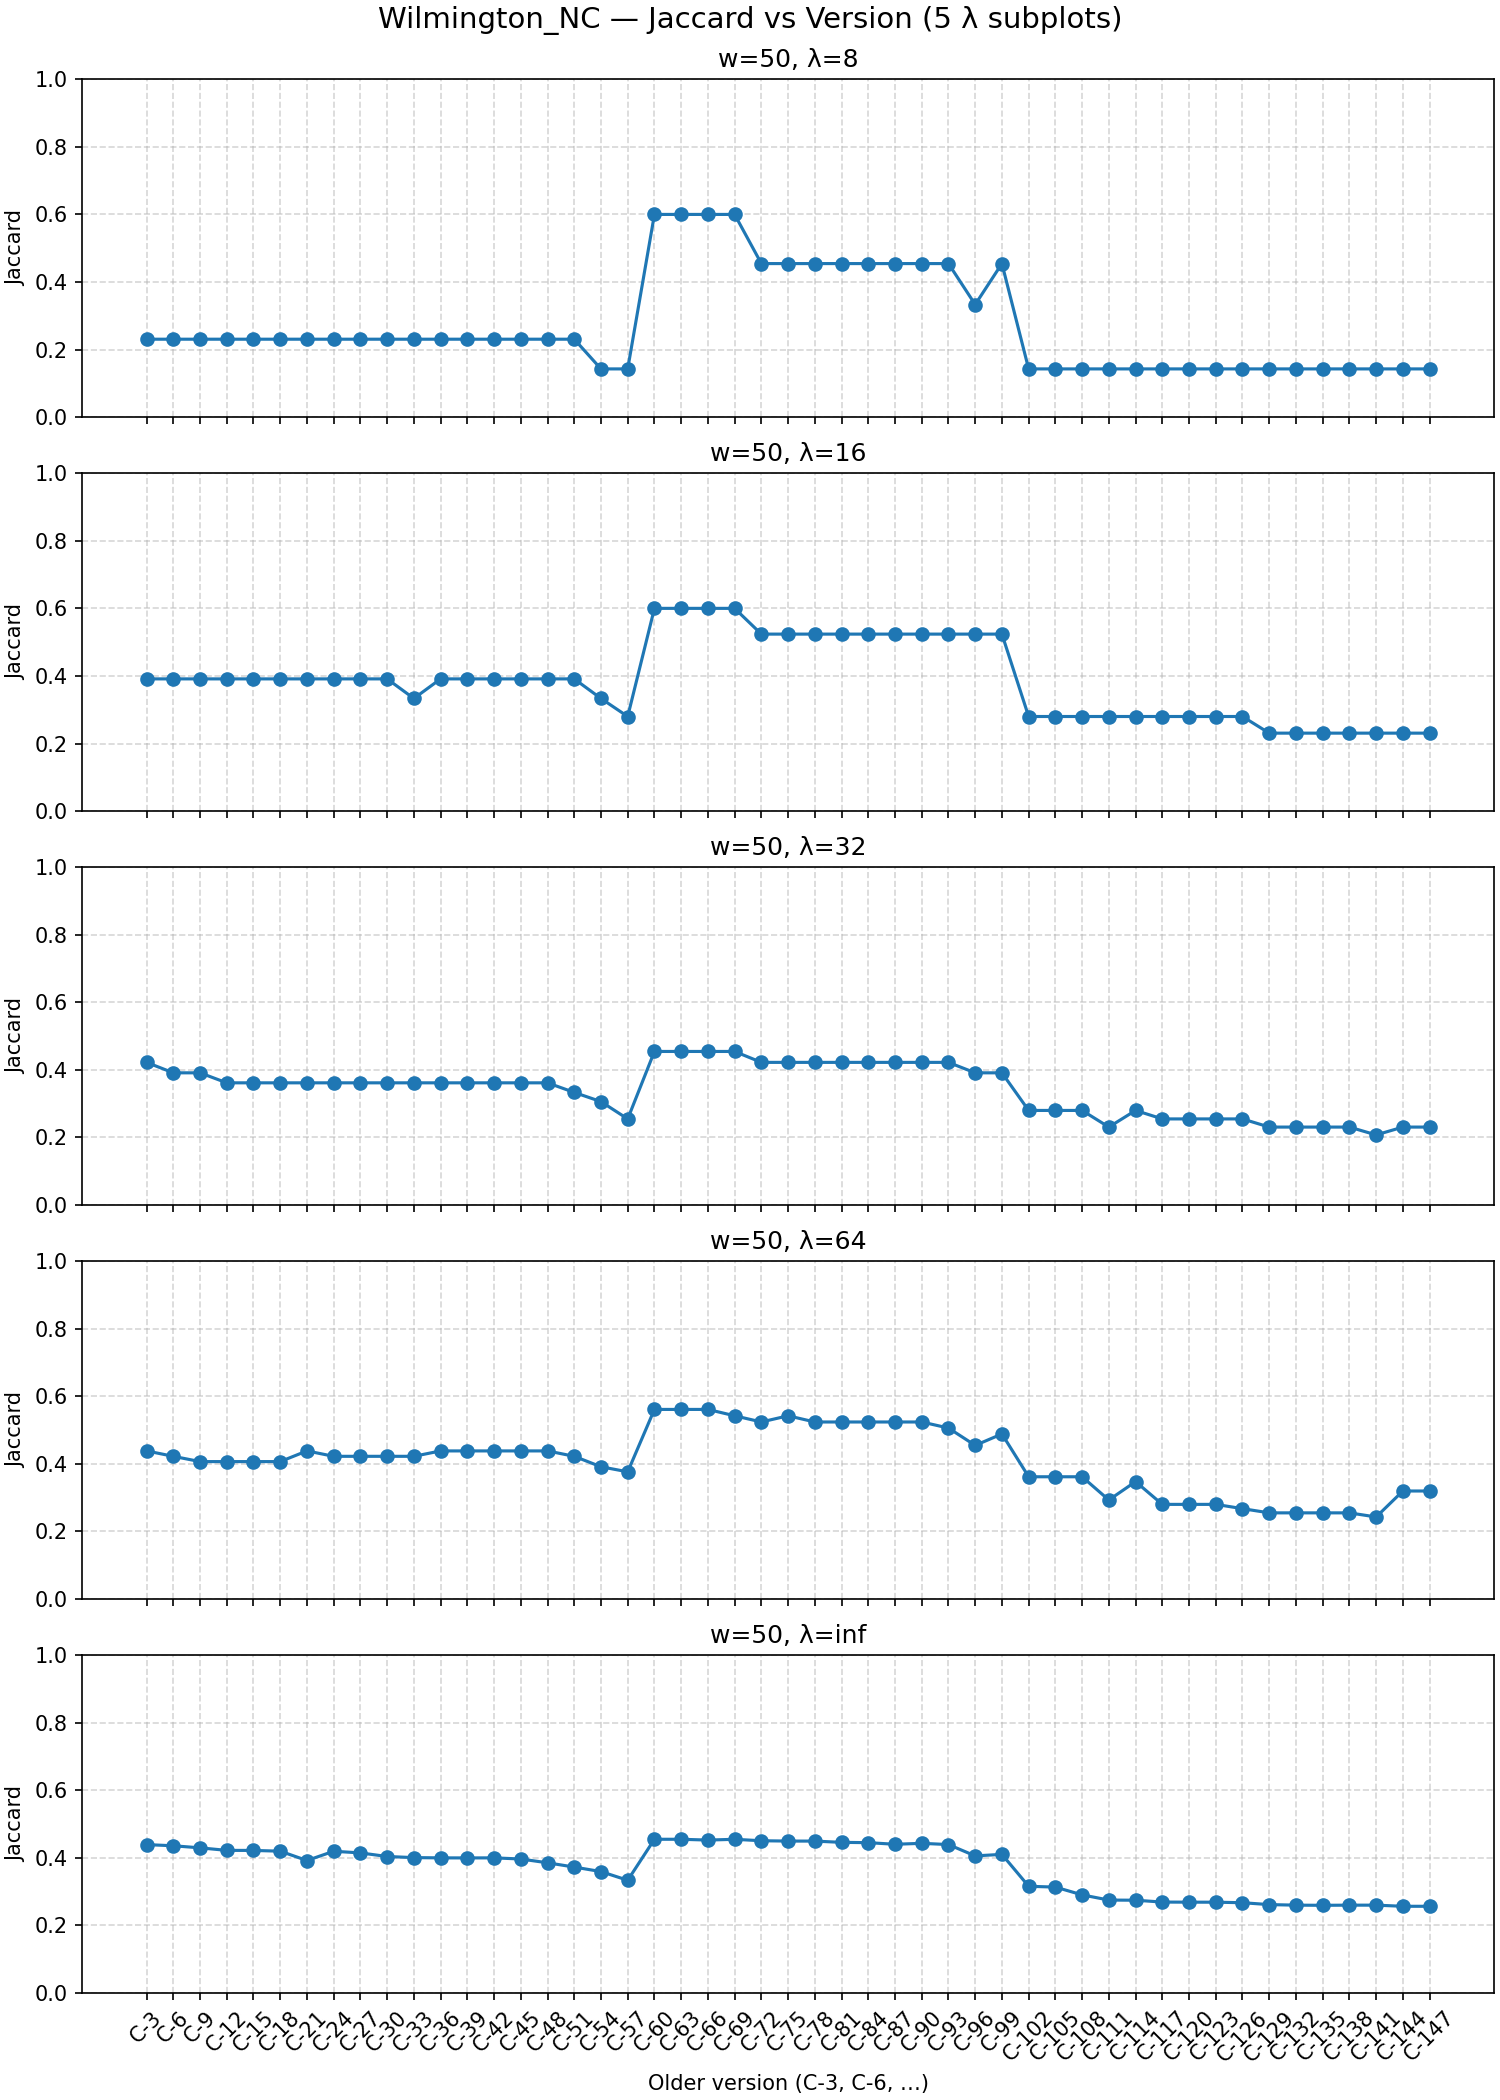 Wilmington_NC — Jaccard vs Version (5 λ subplots)
w=50, λ=8
1.0
0.8
0.6
0.4
0.2
0.0
Jaccard
w=50, λ=16
1.0
0.8
0.6
0.4
0.2
0.0
Jaccard
w=50, λ=32
1.0
0.8
0.6
0.4
0.2
0.0
Jaccard
w=50, λ=64
1.0
0.8
0.6
0.4
0.2
0.0
Jaccard
w=50, λ=inf
1.0
0.8
0.6
0.4
0.2
0.0
Jaccard
C-3 C-6 C-9 C-12 C-15 C-18 C-21 C-24 C-27 C-30 C-33 C-36 C-39 C-42 C-45 C-48 C-51 C-54 C-57 C-60 C-63 C-66 C-69 C-72 C-75 C-78 C-81 C-84 C-87 C-90 C-93 C-96 C-99 C-102 C-105 C-108 C-111 C-114 C-117 C-120 C-123 C-126 C-129 C-132 C-135 C-138 C-141 C-144 C-147
Older version (C-3, C-6, ...)